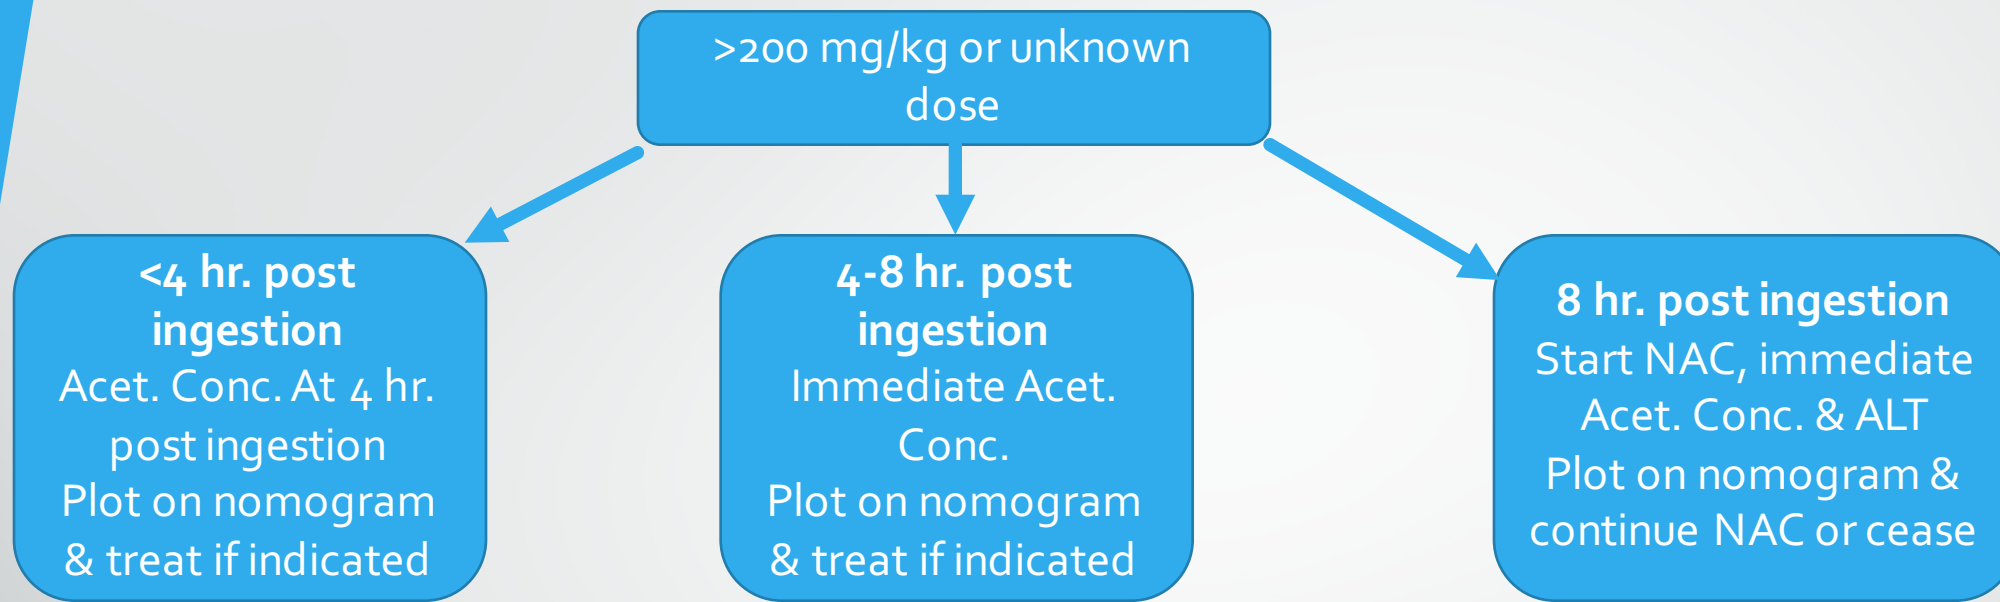 >200 mg/kg or unknown
dose
<4 hr. post
ingestion
Acet. Conc. At 4 hr.
post ingestion
Plot on nomogram
& treat if indicated
4-8 hr. post
ingestion
Immediate Acet.
Conc.
Plot on nomogram
& treat if indicated
8 hr. post ingestion
Start NAC, immediate
Acet. Conc. & ALT
Plot on nomogram &
continue NAC or cease